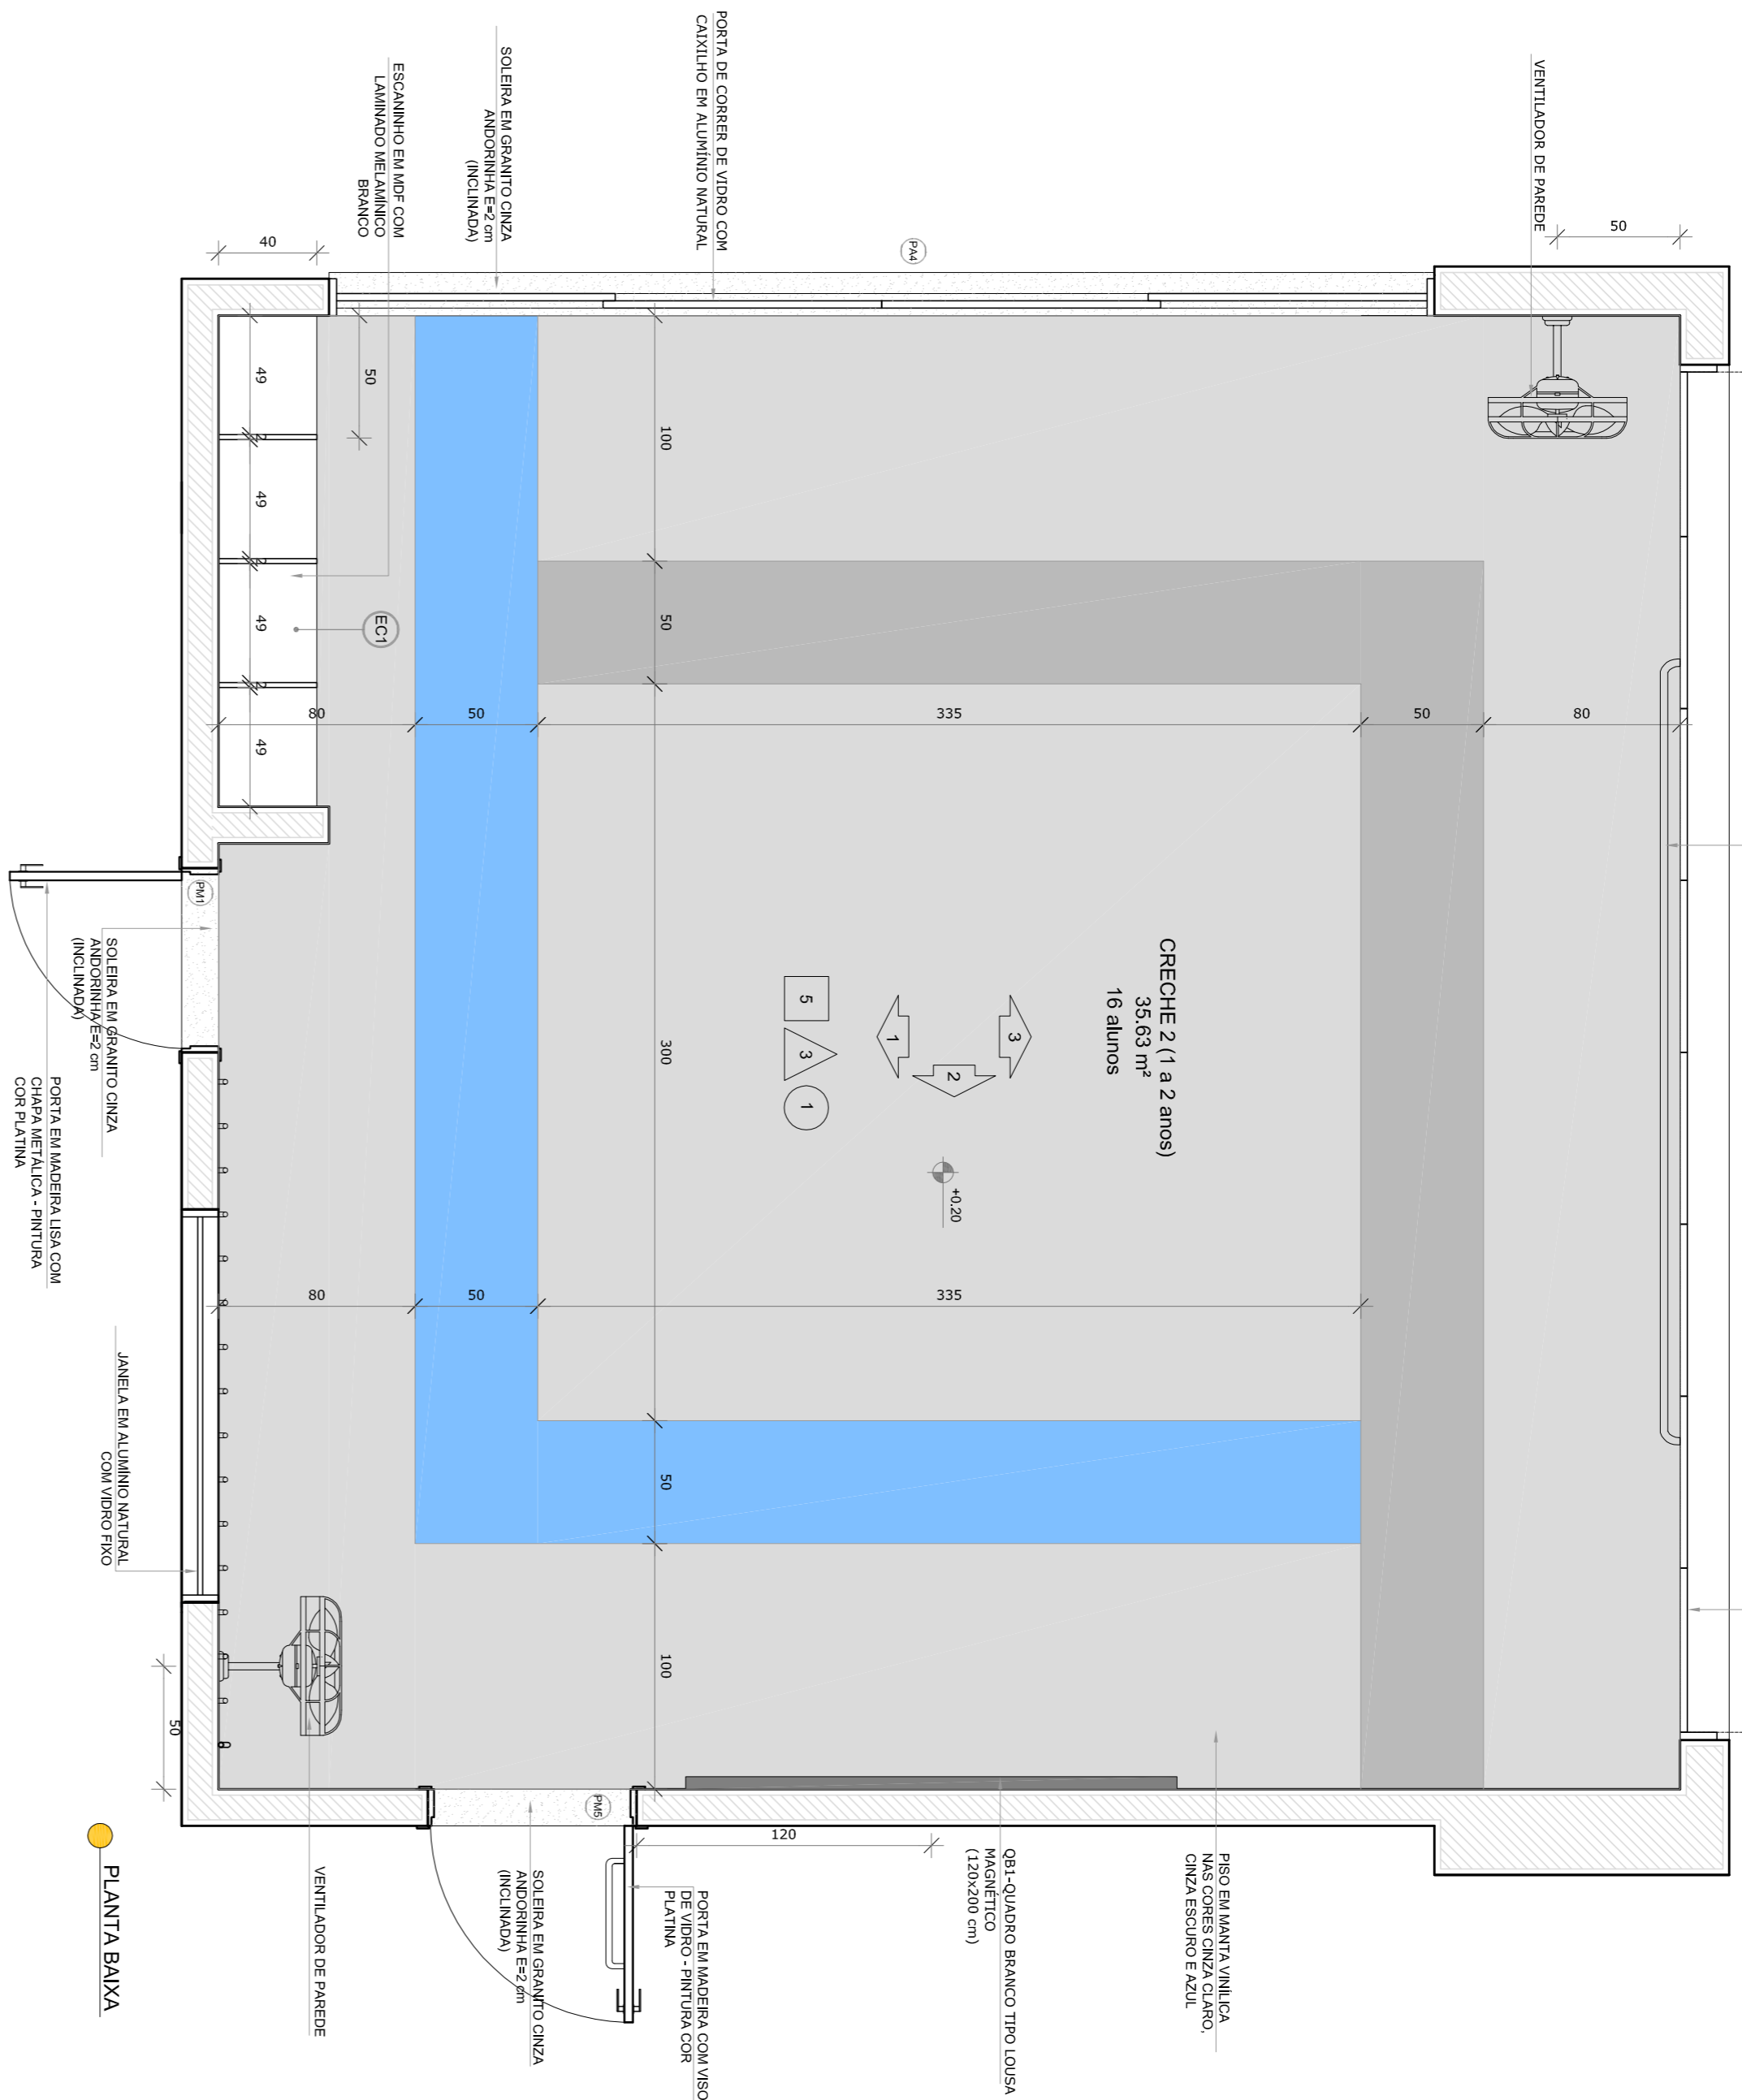 VENTILADOR DE PAREDE
50
PORTA DE CORRER DE VIDRO COM
CAIXILHO EM ALUMÍNIO NATURAL
SOLEIRA EM GRANITO CINZA
ANDORINHA E=2 cm
(INCLINADA)
ESCANINHO EM MDF COM
LAMINADO MELAMÍNICO
BRANCO
40
PA4
49
2
49
2
49
2
49
50
EC1
100
50
300
50
100
80
50
335
50
80
CRECHE 2 (1 a 2 anos)
35.63 m²
16 alunos
3
2
1
5
3
1
+0.20
80
50
335
PM1
SOLEIRA EM GRANITO CINZA
ANDORINHA E=2 cm
(INCLINADA)
PORTA EM MADEIRA LISA COM
CHAPA METÁLICA - PINTURA
COR PLATINA
JANELA EM ALUMÍNIO NATURAL
COM VIDRO FIXO
50
PM5
120
PISO EM MANTA VINÍLICA
NAS CORES CINZA CLARO,
CINZA ESCURO E AZUL
QB1-QUADRO BRANCO TIPO LOUSA
MAGNÉTICO
(120x200 cm)
PORTA EM MADEIRA COM VISO
DE VIDRO - PINTURA COR
PLATINA
SOLEIRA EM GRANITO CINZA
ANDORINHA E=2 cm
(INCLINADA)
VENTILADOR DE PAREDE
PLANTA BAIXA